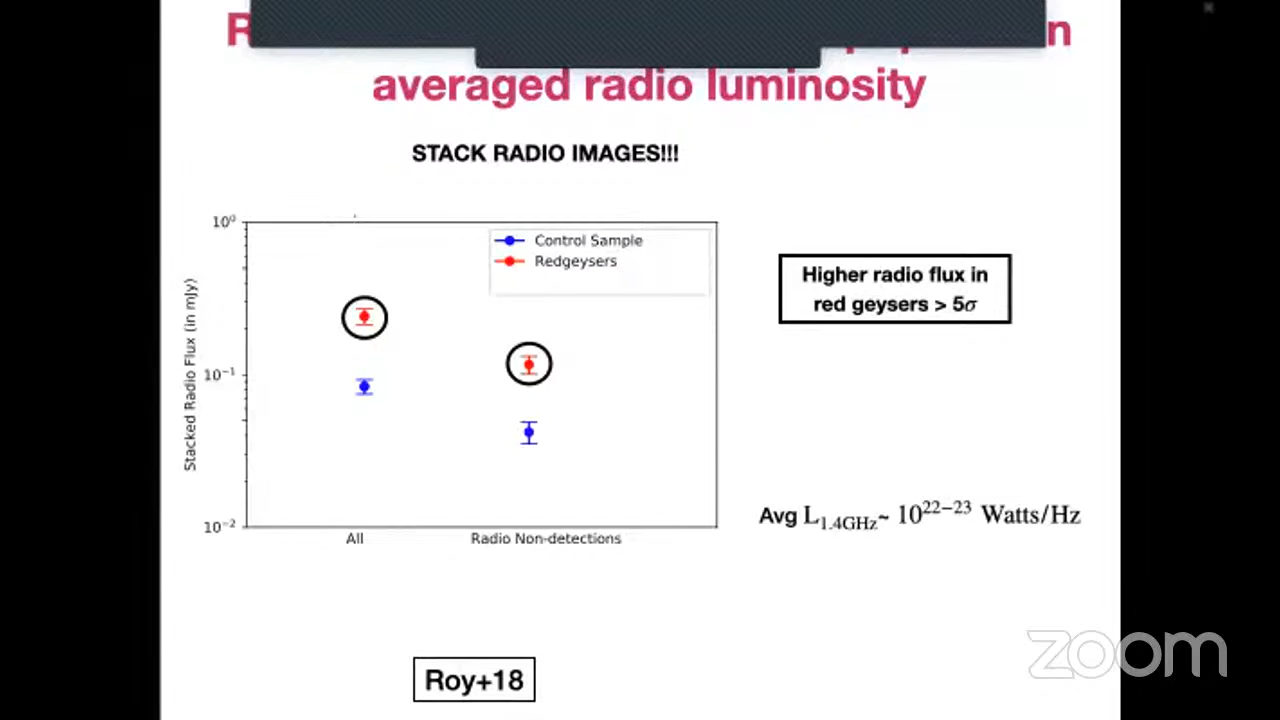 averaged radio luminosity
STACK RADIO IMAGES!!!
10⁰
Control Sample
Redgeysers
Higher radio flux in
red geysers > 5σ
Stacked Radio Flux (in mJy)
10⁻¹
10⁻²
All
Radio Non-detections
Avg L₁.₄GHz~ 10²²⁻²³ Watts/Hz
Roy+18
zoom